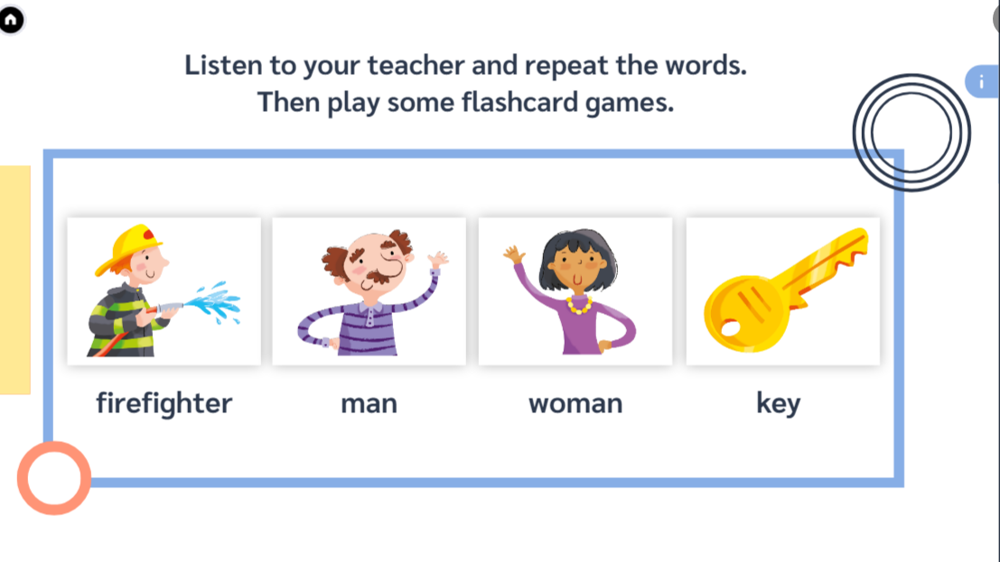 Listen to your teacher and repeat the words.
Then play some flashcard games.
i
firefighter
man
woman
key